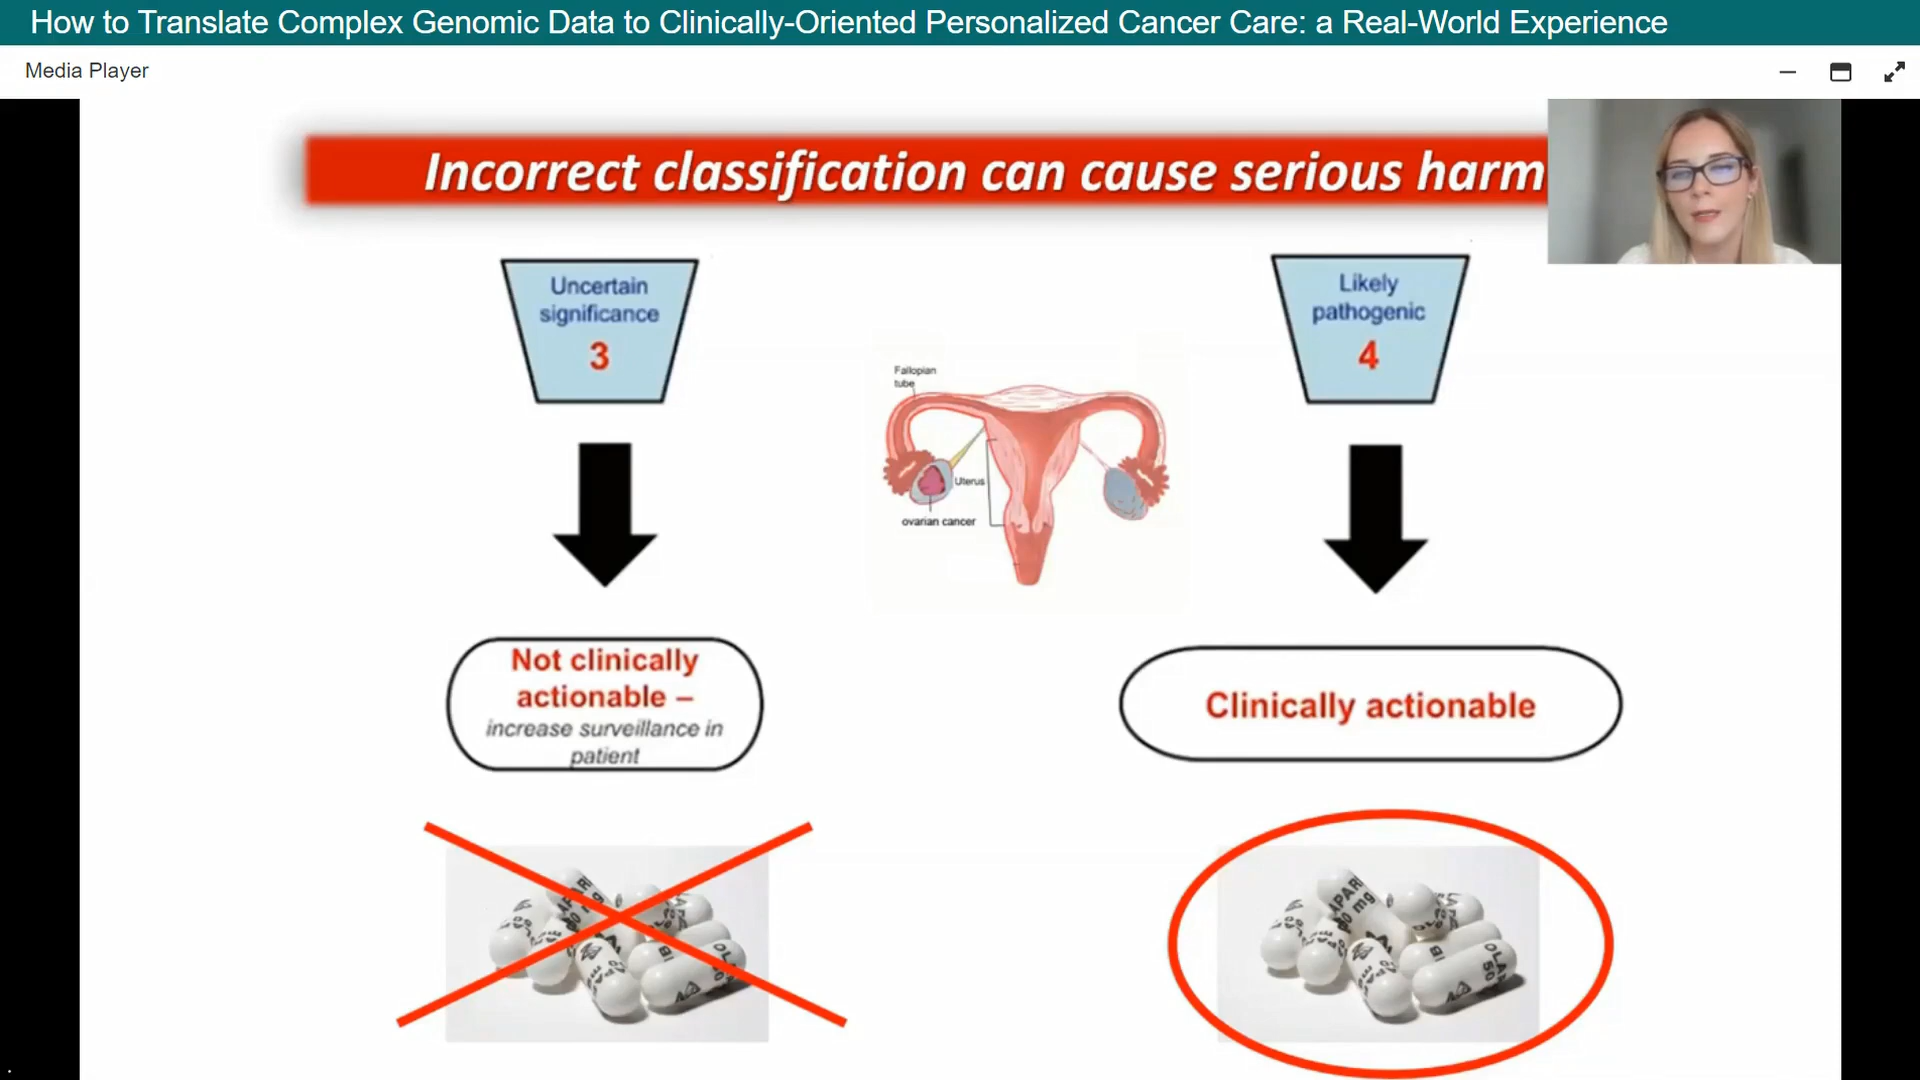 How to Translate Complex Genomic Data to Clinically-Oriented Personalized Cancer Care: a Real-World Experience
Media Player
Incorrect classification can cause serious harm
Uncertain
significance
3
Likely
pathogenic
4
Fallopian
tube
Uterus
ovarian cancer
Not clinically
actionable –
increase surveillance in
patient
Clinically actionable